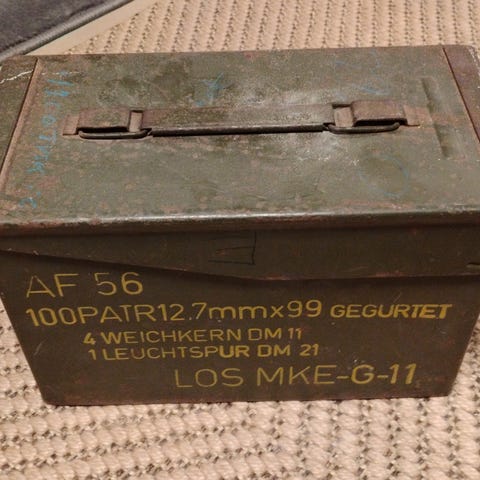 AF 56
100PATR12.7mmx99 GEGURTET
4 WEICHKERN DM 11
1 LEUCHTSPUR DM 21
LOS MKE-G-11